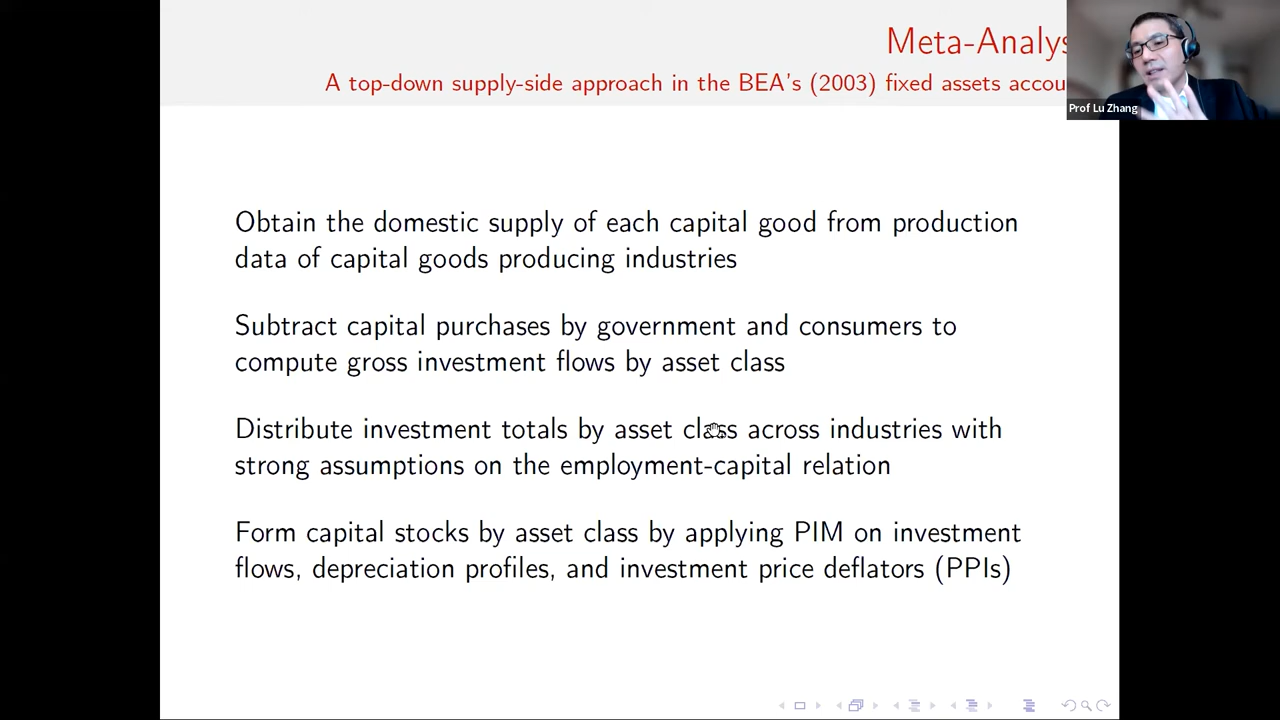 Meta-Analys
A top-down supply-side approach in the BEA's (2003) fixed assets accou
Prof Lu Zhang
Obtain the domestic supply of each capital good from production
data of capital goods producing industries
Subtract capital purchases by government and consumers to
compute gross investment flows by asset class
Distribute investment totals by asset class across industries with
strong assumptions on the employment-capital relation
Form capital stocks by asset class by applying PIM on investment
flows, depreciation profiles, and investment price deflators (PPIs)